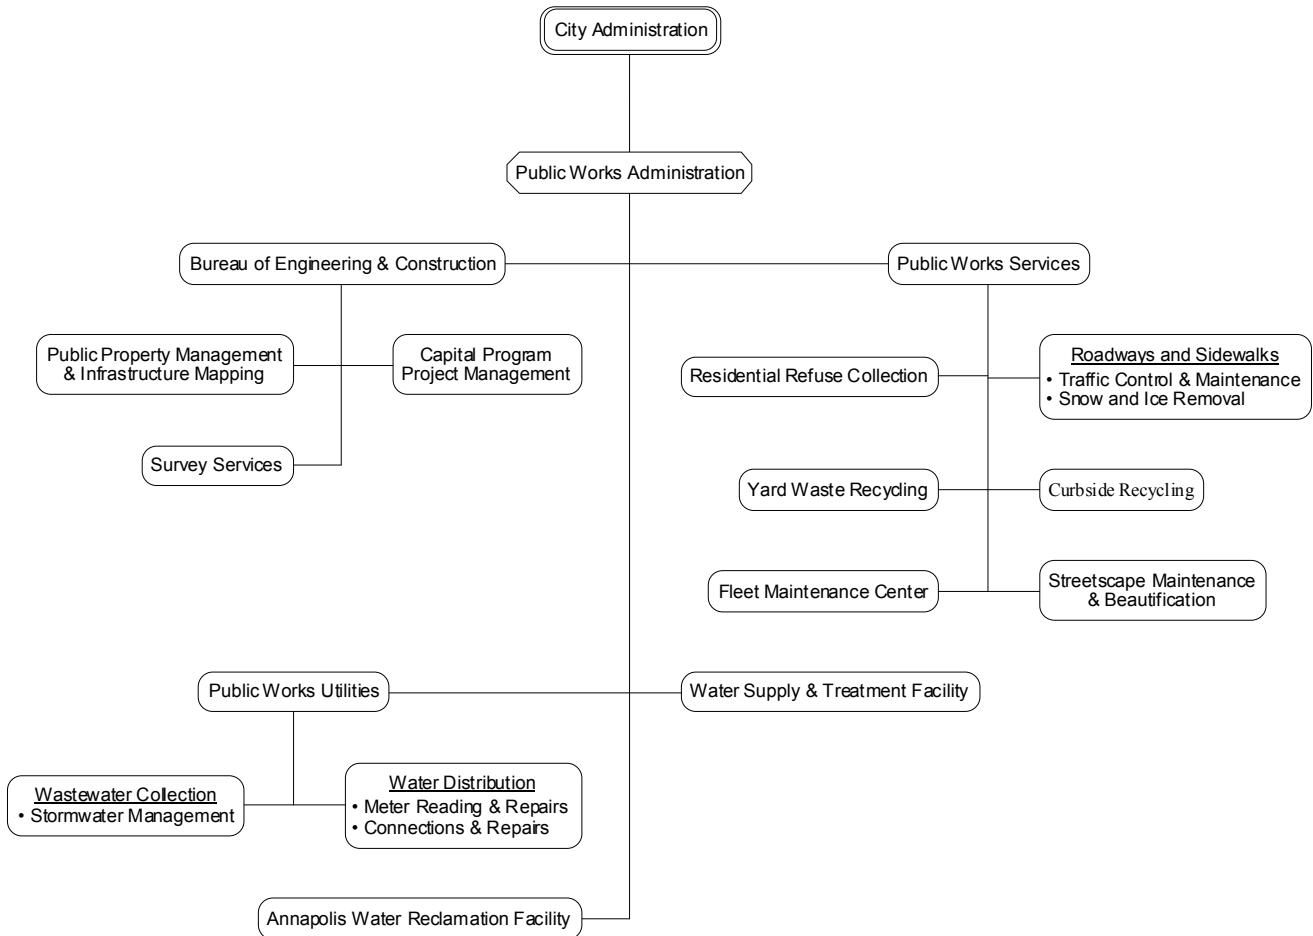 City Administration
Public Works Administration
Bureau of Engineering & Construction
Public Works Services
Public Property Management
& Infrastructure Mapping
Capital Program
Project Management
Residential Refuse Collection
Roadways and Sidewalks
• Traffic Control & Maintenance
• Snow and Ice Removal
Survey Services
Yard Waste Recycling
Curbside Recycling
Fleet Maintenance Center
Streetscape Maintenance
& Beautification
Public Works Utilities
Water Supply & Treatment Facility
Wastewater Collection
• Stormwater Management
Water Distribution
• Meter Reading & Repairs
• Connections & Repairs
Annapolis Water Reclamation Facility